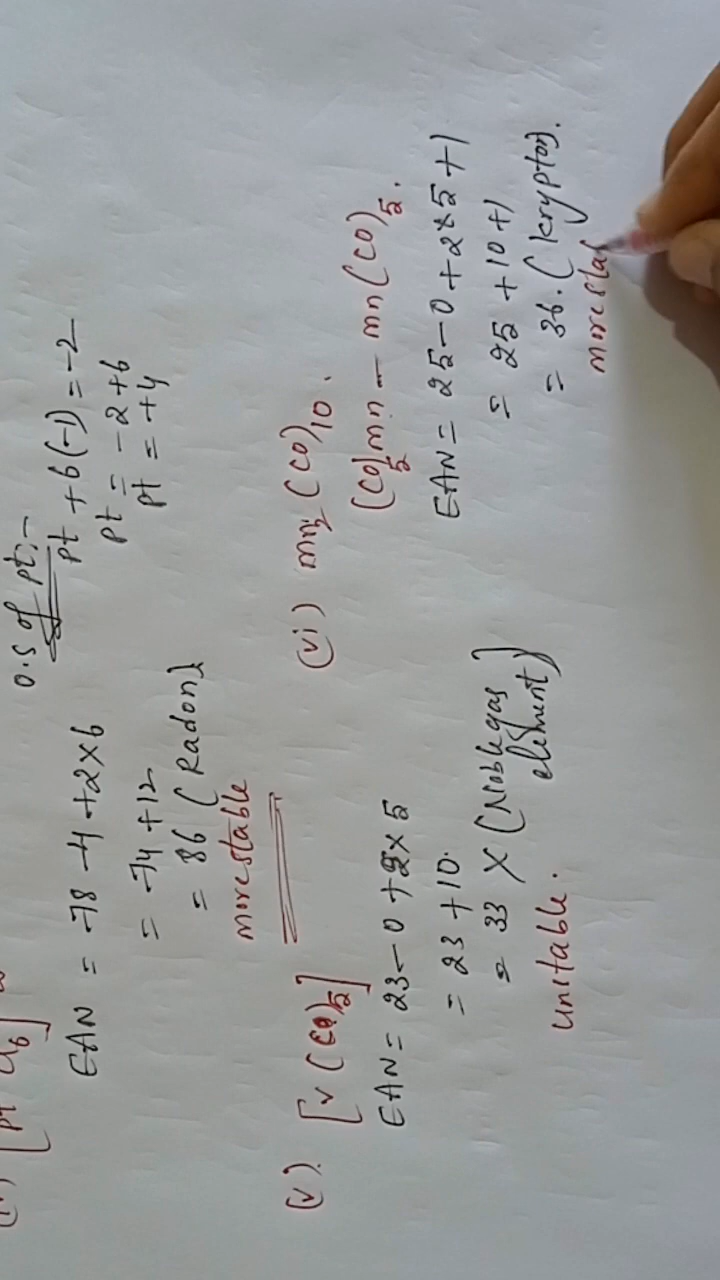 [Pt Cl6]
EAN = 78 - 4 + 2×6
= 74 + 12
= 86 (Radon)
more stable
O.S of Pt:-
Pt + 6(-1) = -2
Pt = -2+6
Pt = +4
(v). [V(CO)5]
EAN = 23 - 0 + 2×5
= 23 + 10.
= 33 × (Noble gas
element)
Unstable.
(vi) Mn2(CO)10.
(CO)5Mn - Mn(CO)5.
EAN = 25 - 0 + 2×5 + 1
= 25 + 10 + 1
= 36. (Krypton).
more stab